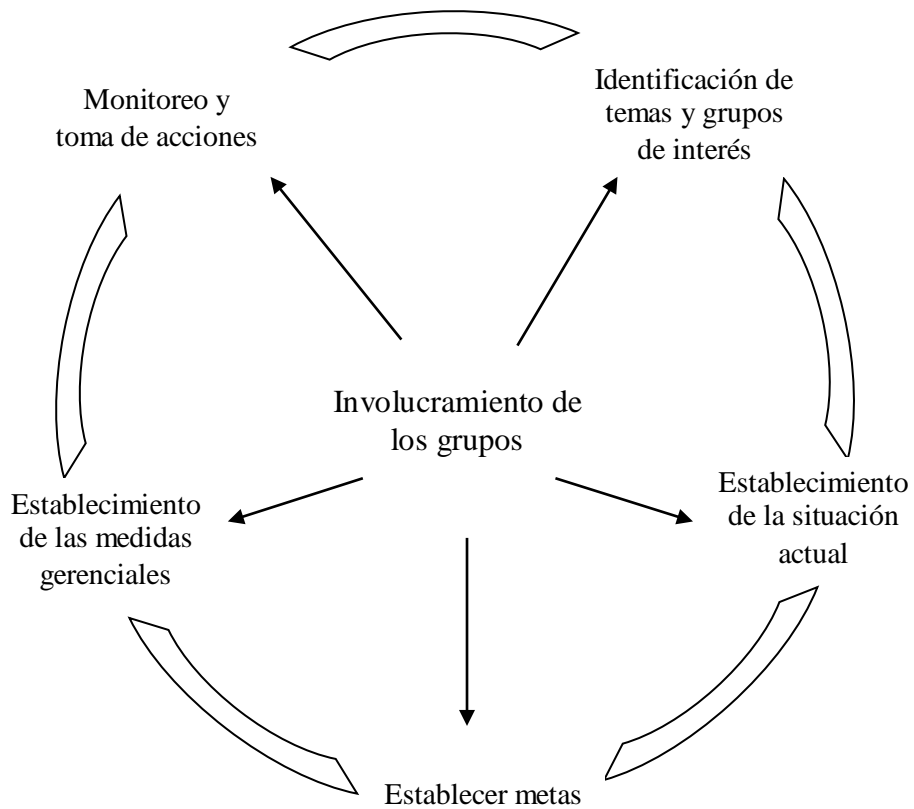 Monitoreo y
toma de acciones
Identificación de
temas y grupos
de interés
Involucramiento de
los grupos
Establecimiento
de las medidas
gerenciales
Establecimiento
de la situación
actual
Establecer metas